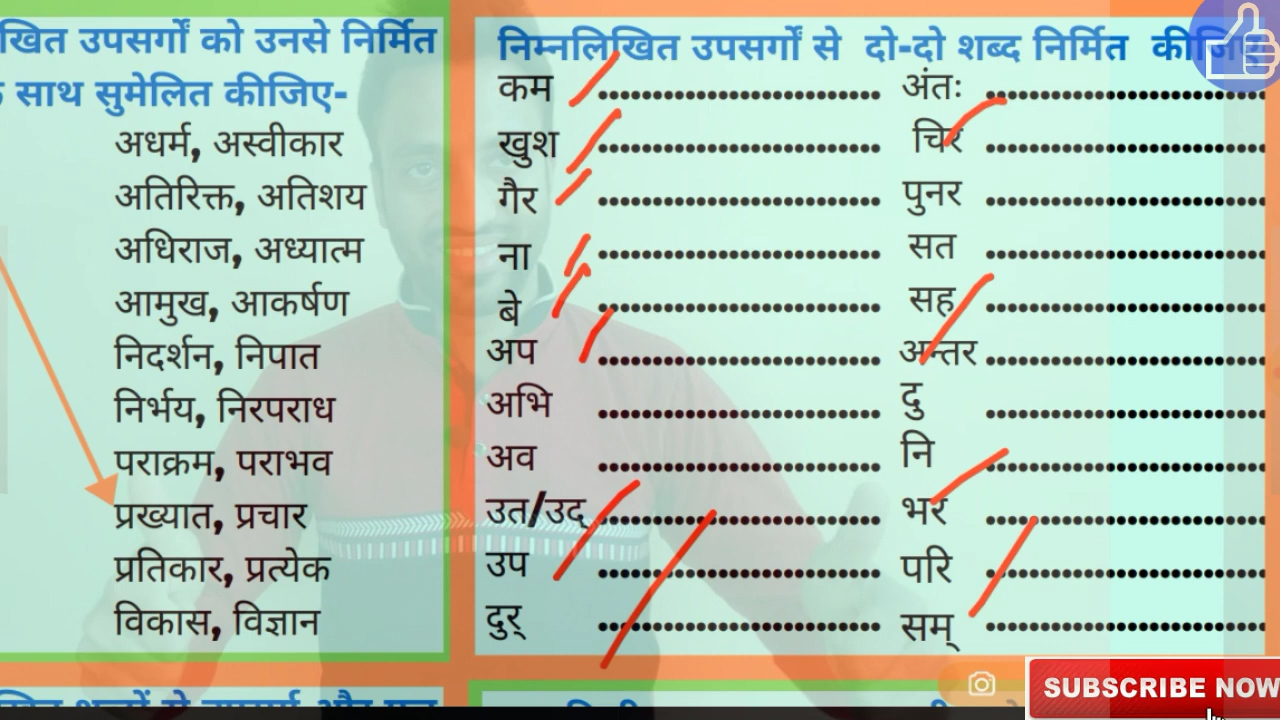 खित उपसर्गों को उनसे निर्मित
साथ सुमेलित कीजिए-
अधर्म, अस्वीकार
अतिरिक्त, अतिशय
अधिराज, अध्यात्म
आमुख, आकर्षण
निदर्शन, निपात
निर्भय, निरपराध
पराक्रम, पराभव
प्रख्यात, प्रचार
प्रतिकार, प्रत्येक
विकास, विज्ञान
निम्नलिखित उपसर्गों से दो-दो शब्द निर्मित कीजिए
कम ........................................
खुश ........................................
गैर ........................................
ना ........................................
बे ........................................
अप ........................................
अभि ........................................
अव ........................................
उत/उद् ........................................
उप ........................................
दुर् ........................................
अंतः ........................................
चिर ........................................
पुनर ........................................
सत ........................................
सह ........................................
अन्तर ........................................
दु ........................................
नि ........................................
भर ........................................
परि ........................................
सम् ........................................
SUBSCRIBE NOW